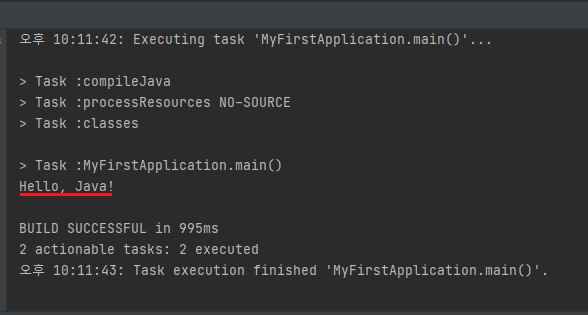 오후 10:11:42: Executing task 'MyFirstApplication.main()'...
> Task :compileJava
> Task :processResources NO-SOURCE
> Task :classes
> Task :MyFirstApplication.main()
Hello, Java!
BUILD SUCCESSFUL in 995ms
2 actionable tasks: 2 executed
오후 10:11:43: Task execution finished 'MyFirstApplication.main()'.